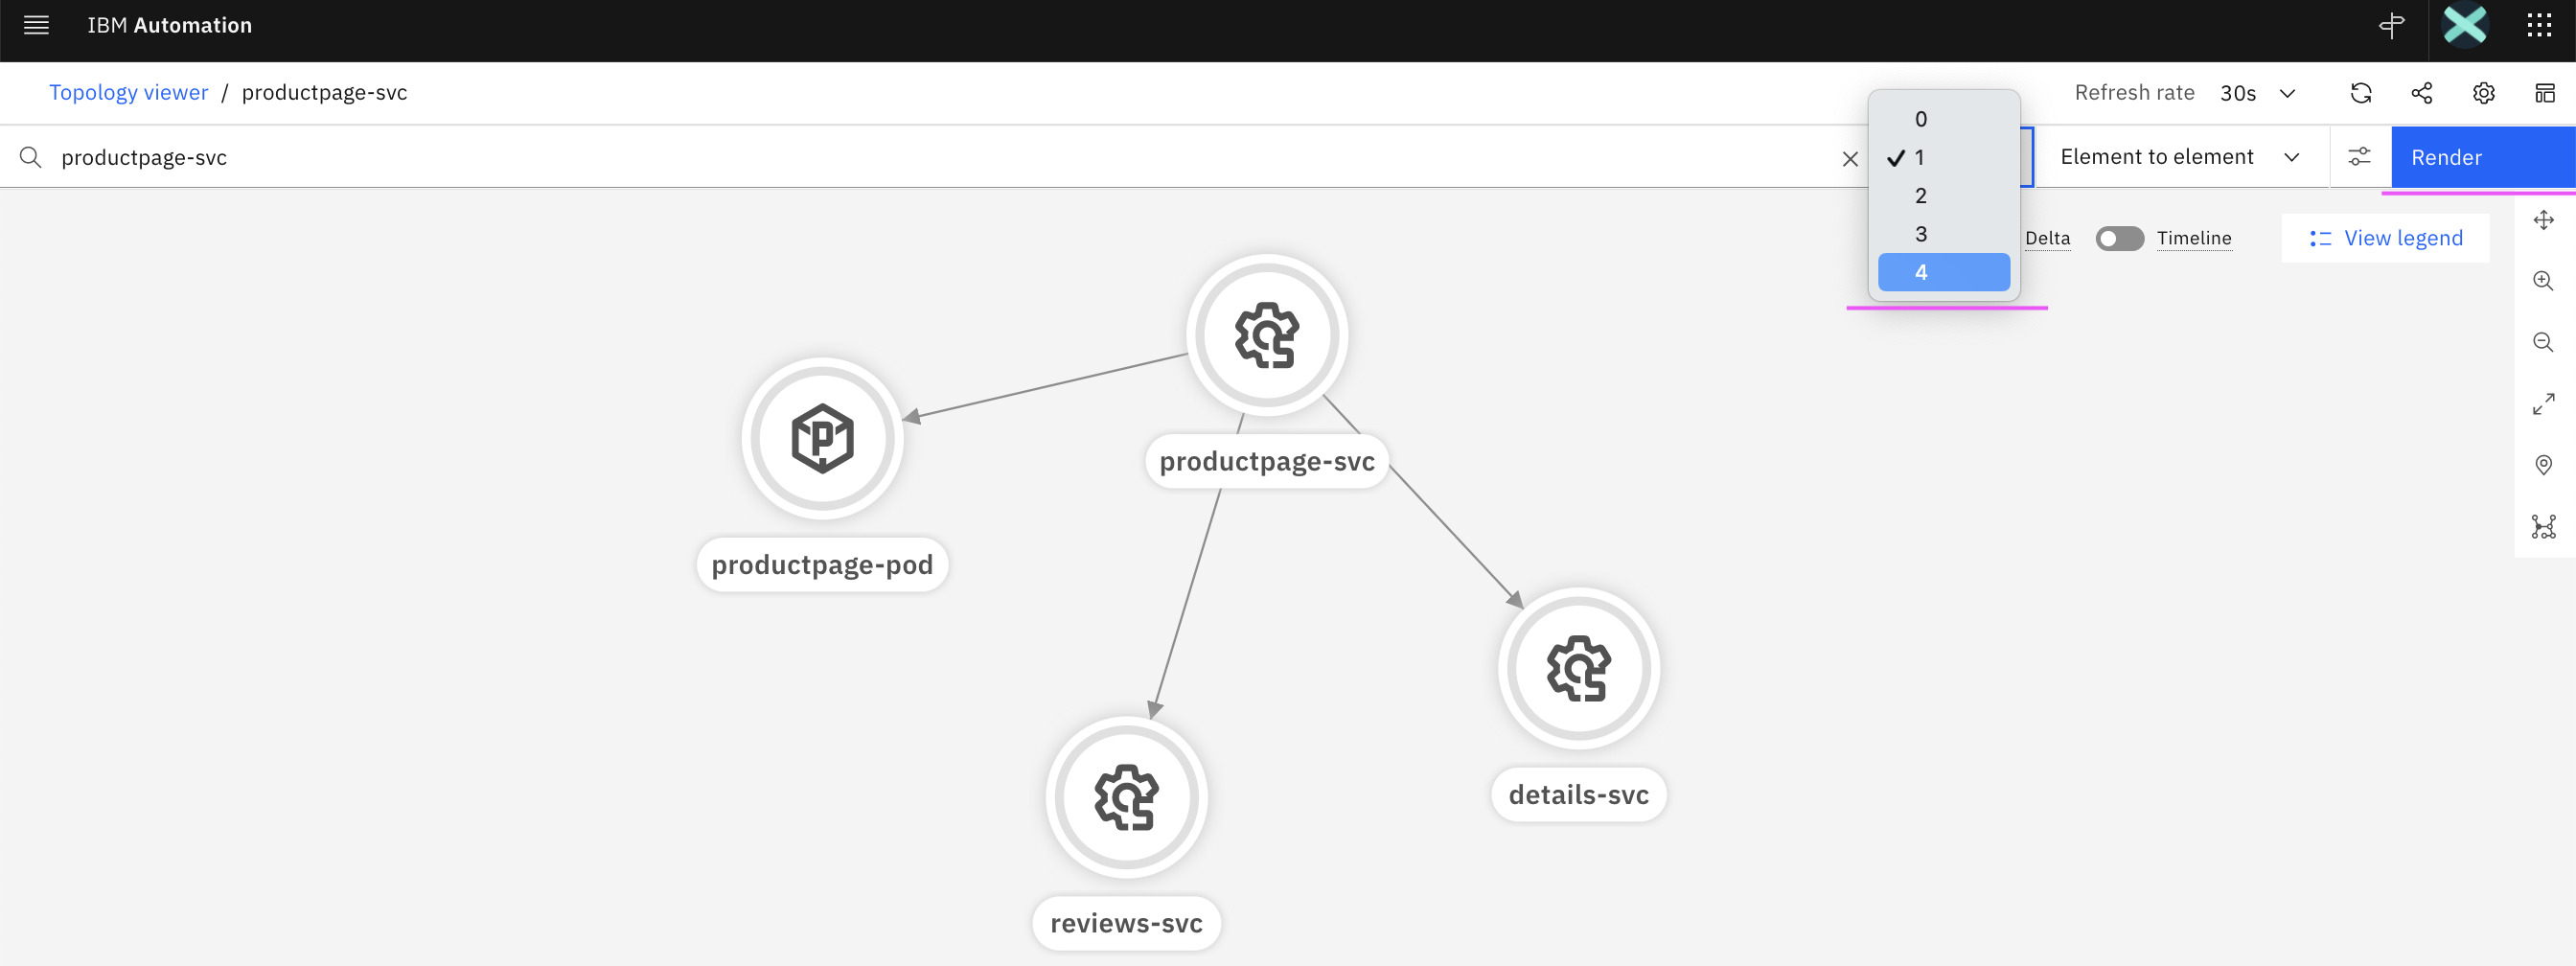 IBM Automation
Topology viewer / productpage-svc
Refresh rate 30s
productpage-svc
0
1
2
3
4
Element to element
Render
Delta
Timeline
View legend
productpage-svc
P
productpage-pod
S
S
details-svc
S
reviews-svc